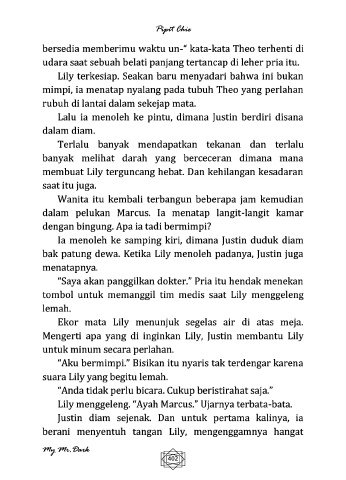 Pipit Chie
bersedia memberimu waktu un-“ kata-kata Theo terhenti di
udara saat sebuah belati panjang tertancap di leher pria itu.
Lily terkesiap. Seakan baru menyadari bahwa ini bukan
mimpi, ia menatap nyalang pada tubuh Theo yang perlahan
rubuh di lantai dalam sekejap mata.
Lalu ia menoleh ke pintu, dimana Justin berdiri disana
dalam diam.
Terlalu banyak mendapatkan tekanan dan terlalu
banyak melihat darah yang berceceran dimana mana
membuat Lily terguncang hebat. Dan kehilangan kesadaran
saat itu juga.
Wanita itu kembali terbangun beberapa jam kemudian
dalam pelukan Marcus. Ia menatap langit-langit kamar
dengan bingung. Apa ia tadi bermimpi?
Ia menoleh ke samping kiri, dimana Justin duduk diam
bak patung dewa. Ketika Lily menoleh padanya, Justin juga
menatapnya.
“Saya akan panggilkan dokter.” Pria itu hendak menekan
tombol untuk memanggil tim medis saat Lily menggeleng
lemah.
Ekor mata Lily menunjuk segelas air di atas meja.
Mengerti apa yang di inginkan Lily, Justin membantu Lily
untuk minum secara perlahan.
“Aku bermimpi.” Bisikan itu nyaris tak terdengar karena
suara Lily yang begitu lemah.
“Anda tidak perlu bicara. Cukup beristirahat saja.”
Lily menggeleng. “Ayah Marcus.” Ujarnya terbata-bata.
Justin diam sejenak. Dan untuk pertama kalinya, ia
berani menyentuh tangan Lily, mengenggamnya hangat
My Mr.Dark
402